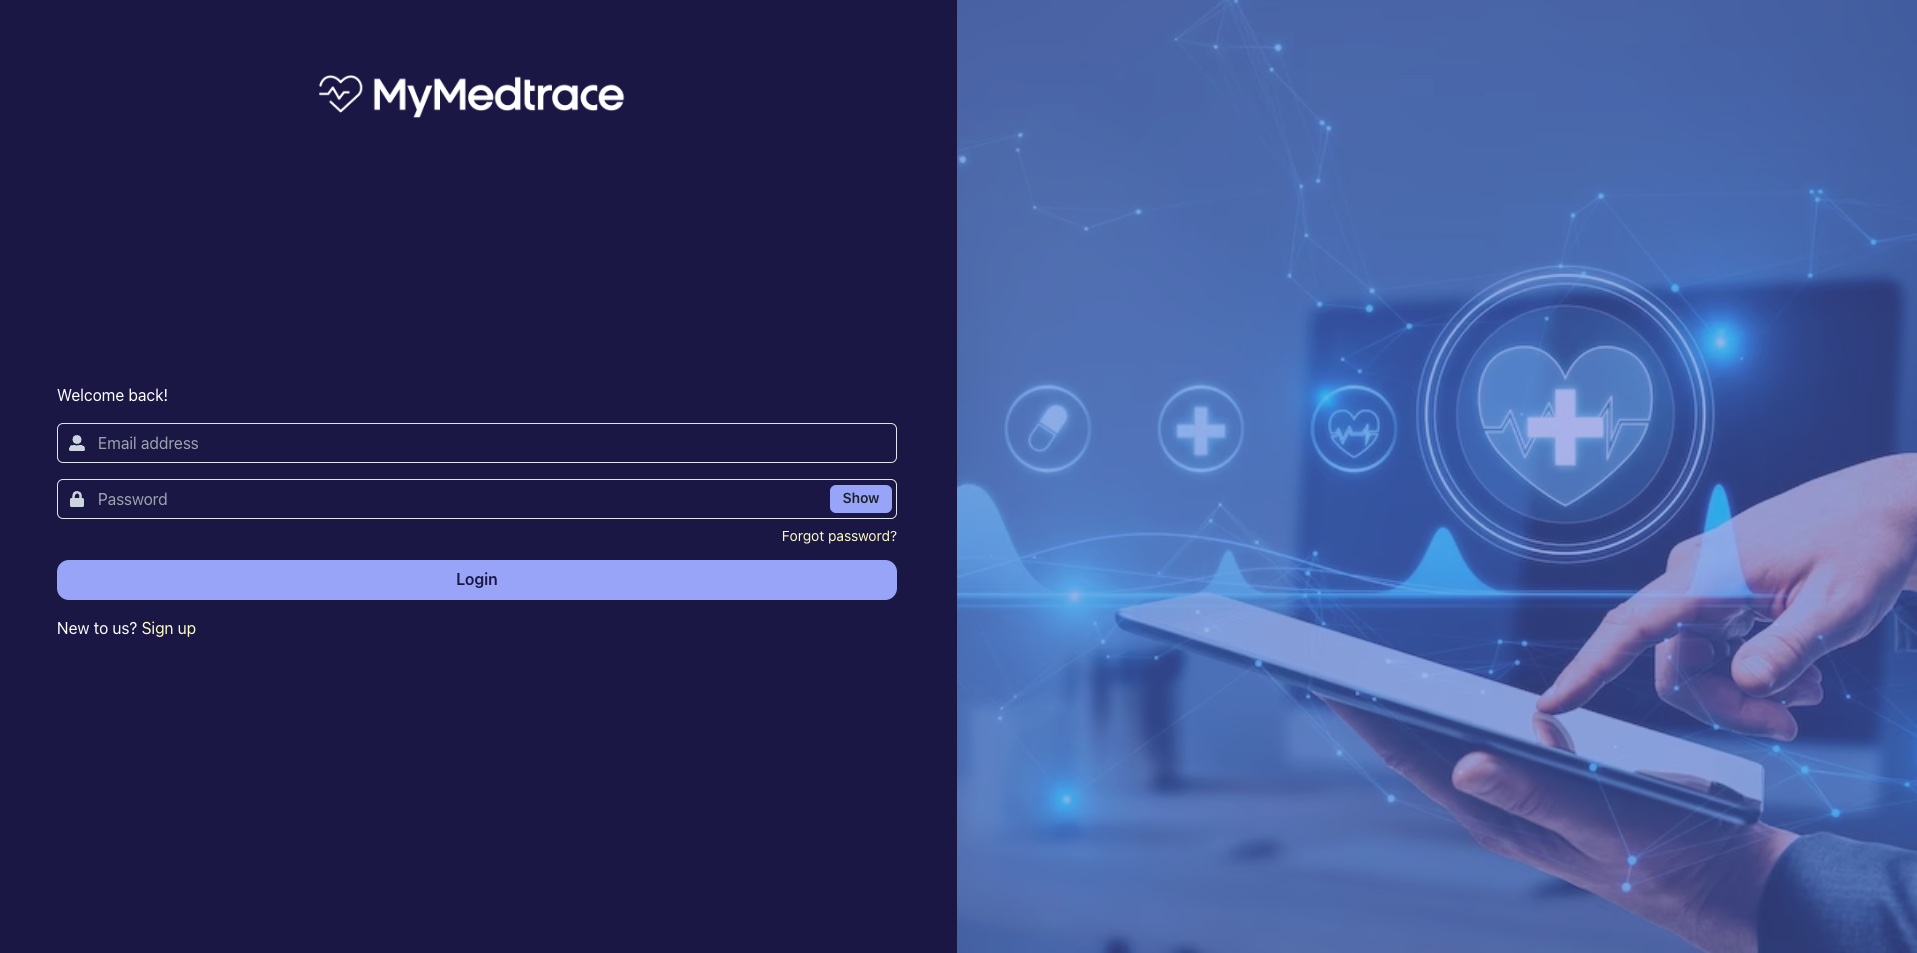 MyMedtrace
Welcome back!
Email address
Password
Show
Forgot password?
Login
New to us? Sign up